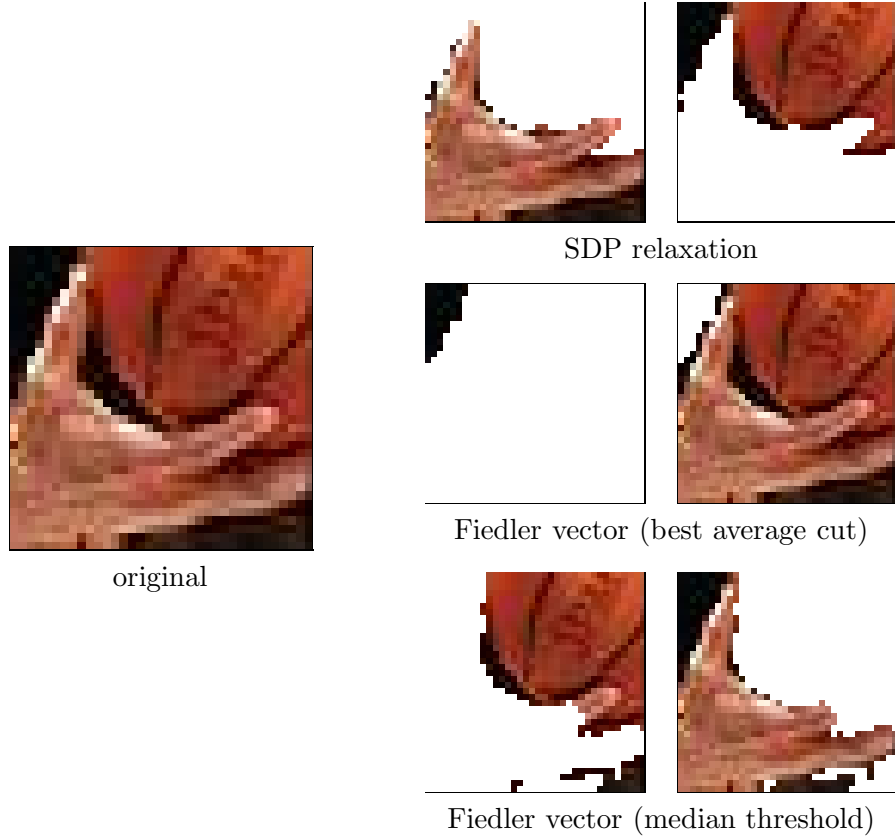 SDP relaxation
Fiedler vector (best average cut)
original
Fiedler vector (median threshold)